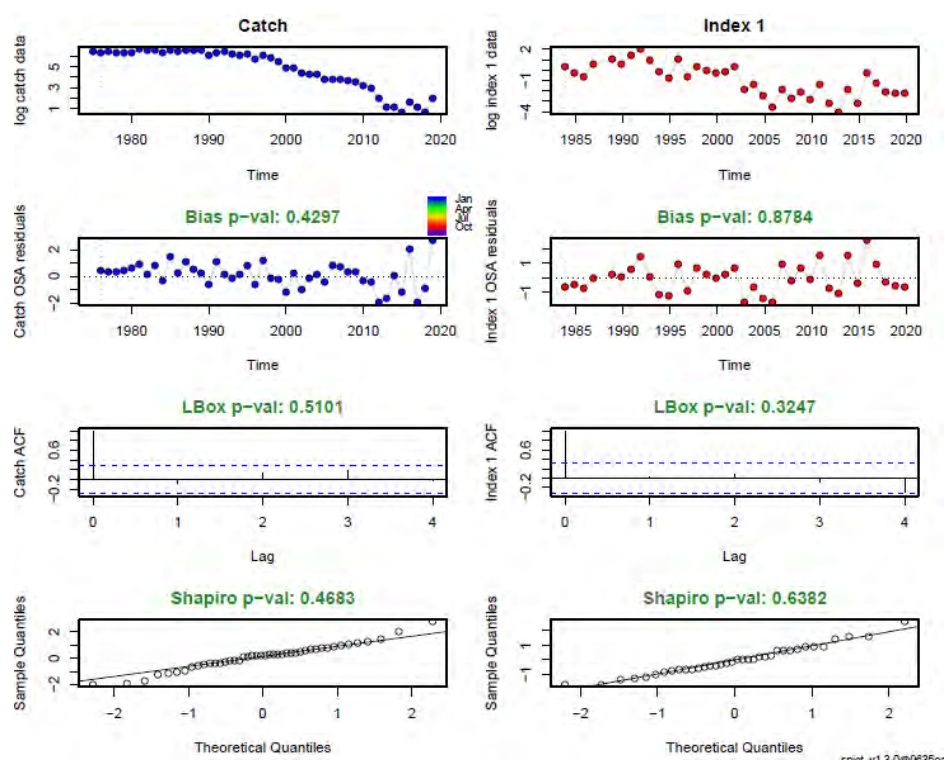 Catch
Index 1
log catch data
5
3
1
1980 1990 2000 2010 2020
Time
log index 1 data
2
−1
−4
1985 1990 1995 2000 2005 2010 2015 2020
Time
Bias p−val: 0.4297
Jan
Oct
Catch OSA residuals
2
0
−2
1980 1990 2000 2010 2020
Time
Bias p−val: 0.8784
Index 1 OSA residuals
1
−1
1985 1990 1995 2000 2005 2010 2015 2020
Time
LBox p−val: 0.5101
Catch ACF
0.6
−0.2
0 1 2 3 4
Lag
LBox p−val: 0.3247
Index 1 ACF
0.6
−0.2
0 1 2 3 4
Lag
Shapiro p−val: 0.4683
Sample Quantiles
2
0
−2
−2 −1 0 1 2
Theoretical Quantiles
Shapiro p−val: 0.6382
Sample Quantiles
1
−1
−2 −1 0 1 2
Theoretical Quantiles